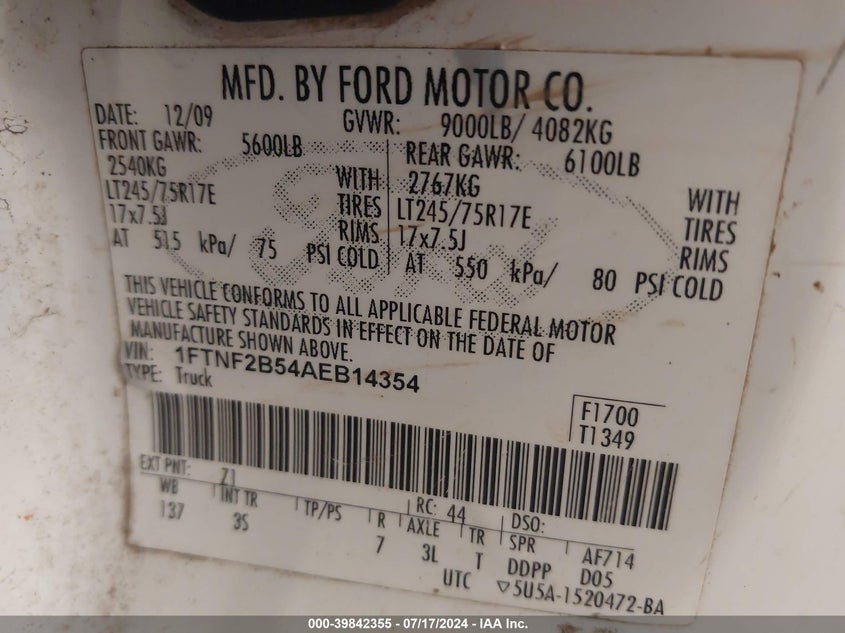 MFD. BY FORD MOTOR CO.
DATE: 12/09 GVWR: 9000LB/ 4082KG
FRONT GAWR: 5600LB REAR GAWR: 6100LB
2540KG WITH 2767KG WITH
LT245/75R17E TIRES LT245/75R17E TIRES
17x7.5J RIMS 17x7.5J RIMS
AT 515 kPa/ 75 PSI COLD AT 550 kPa/ 80 PSI COLD
THIS VEHICLE CONFORMS TO ALL APPLICABLE FEDERAL MOTOR
VEHICLE SAFETY STANDARDS IN EFFECT ON THE DATE OF
MANUFACTURE SHOWN ABOVE.
VIN: 1FTNF2B54AEB14354
TYPE: Truck
F1700
T1349
EXT PNT: Z1 RC: 44 DSO:
WB INT TR TP/PS R AXLE TR SPR AF714
137 3S 7 3L T DDPP D05
UTC ▽5U5A-1520472-BA
000-39842355 - 07/17/2024 - IAA Inc.